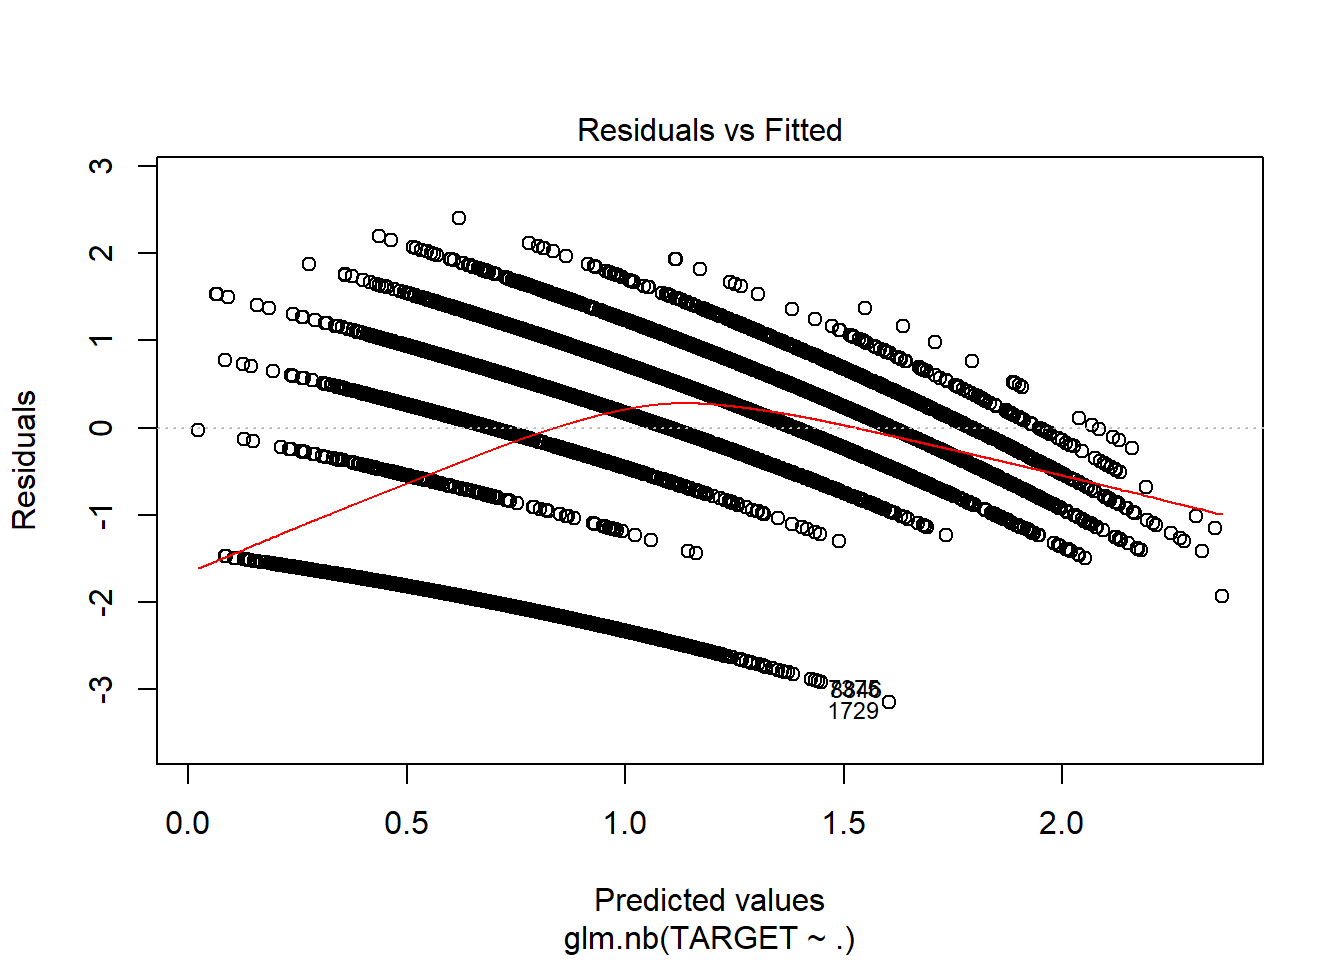 Residuals vs Fitted
Residuals
3
2
1
0
-1
-2
-3
1729
0.0 0.5 1.0 1.5 2.0
Predicted values
glm.nb(TARGET ~ .)